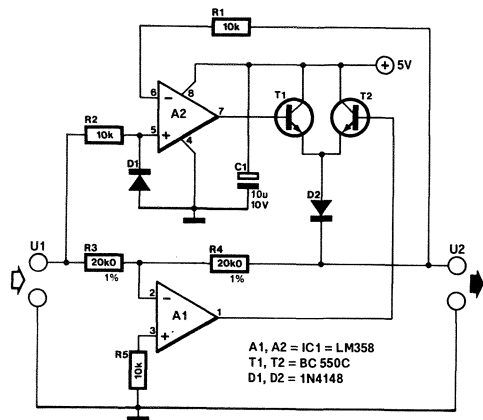 R1
10k
5V
6
8
T1
T2
A2
7
R2
10k
5
4
D1
C1
10u
10V
D2
U1
R3
R4
U2
20k0
20k0
1%
1%
2
A1
1
3
R5
10k
A1, A2 = IC1 = LM358
T1, T2 = BC 550C
D1, D2 = 1N4148